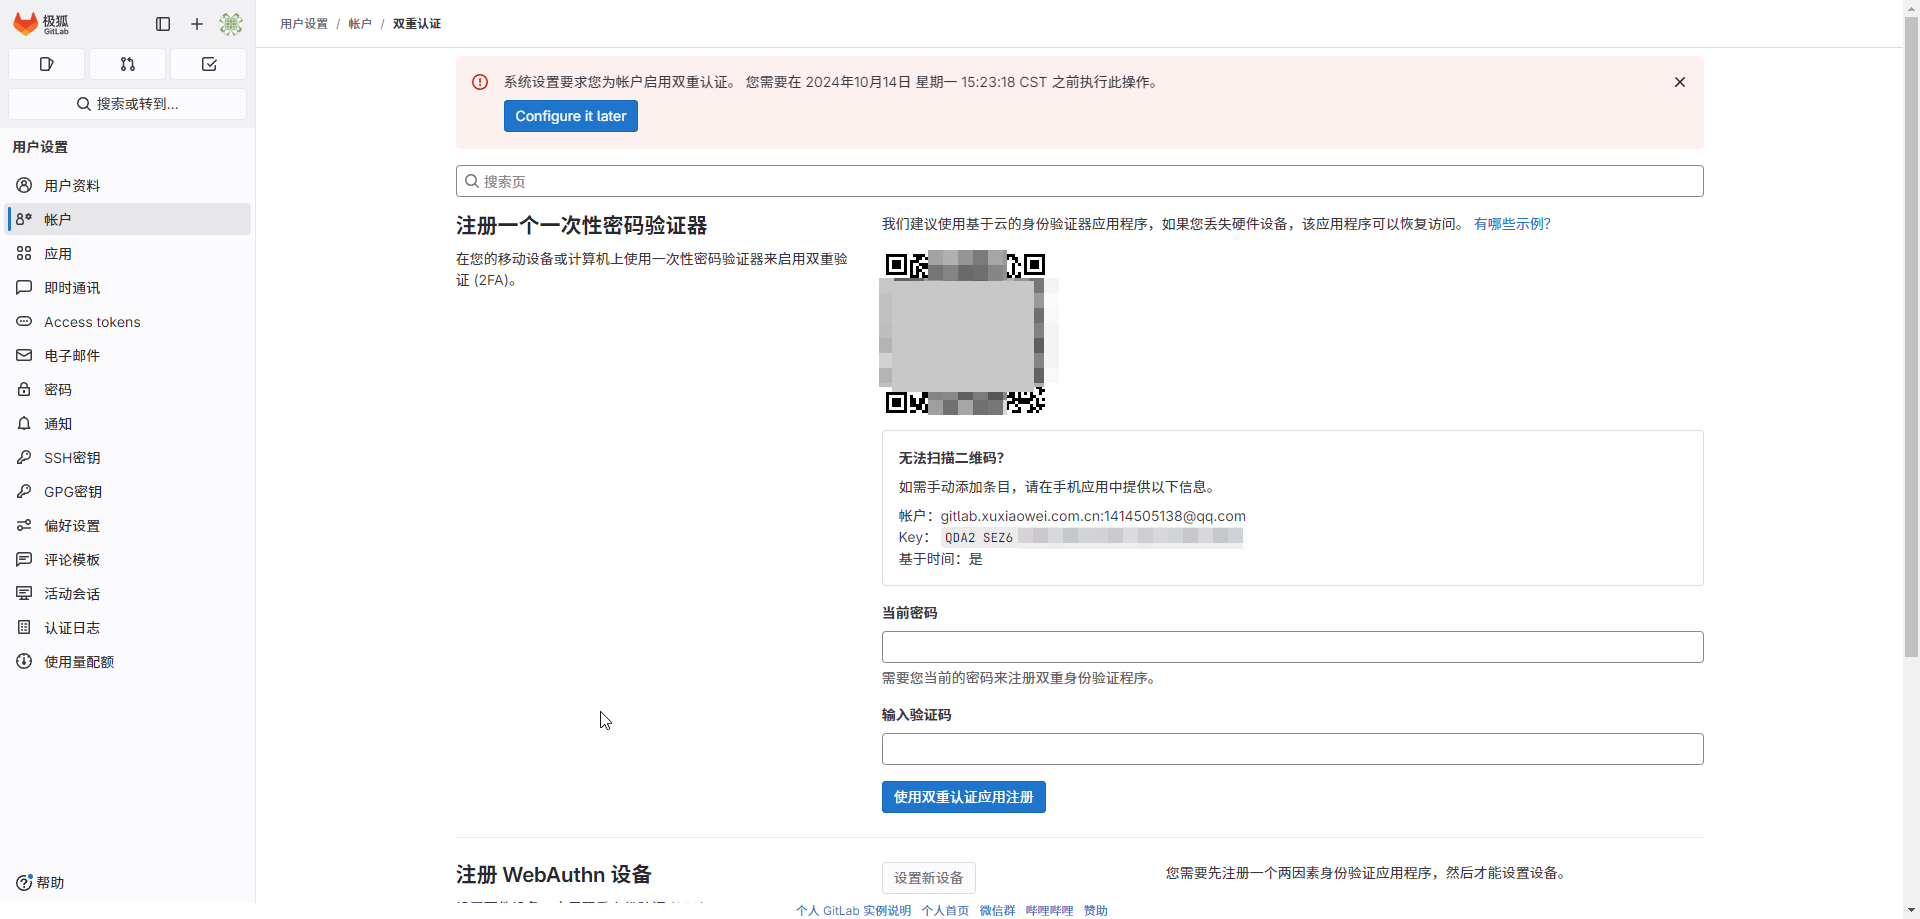 极狐
GitLab
搜索或转到...
用户设置
用户资料
帐户
应用
即时通讯
Access tokens
电子邮件
密码
通知
SSH密钥
GPG密钥
偏好设置
评论模板
活动会话
认证日志
使用量配额
帮助
用户设置 / 帐户 / 双重认证
系统设置要求您为帐户启用双重认证。 您需要在 2024年10月14日 星期一 15:23:18 CST 之前执行此操作。
Configure it later
搜索页
注册一个一次性密码验证器
在您的移动设备或计算机上使用一次性密码验证器来启用双重验
证 (2FA)。
我们建议使用基于云的身份验证器应用程序，如果您丢失硬件设备，该应用程序可以恢复访问。 有哪些示例？
无法扫描二维码？
如需手动添加条目，请在手机应用中提供以下信息。
帐户：gitlab.xuxiaowei.com.cn:1414505138@qq.com
Key： QDA2 SEZ6
基于时间：是
当前密码
需要您当前的密码来注册双重身份验证程序。
输入验证码
使用双重认证应用注册
注册 WebAuthn 设备
设置新设备
您需要先注册一个两因素身份验证应用程序，然后才能设置设备。
个人 GitLab 实例说明 个人首页 微信群 哔哩哔哩 赞助